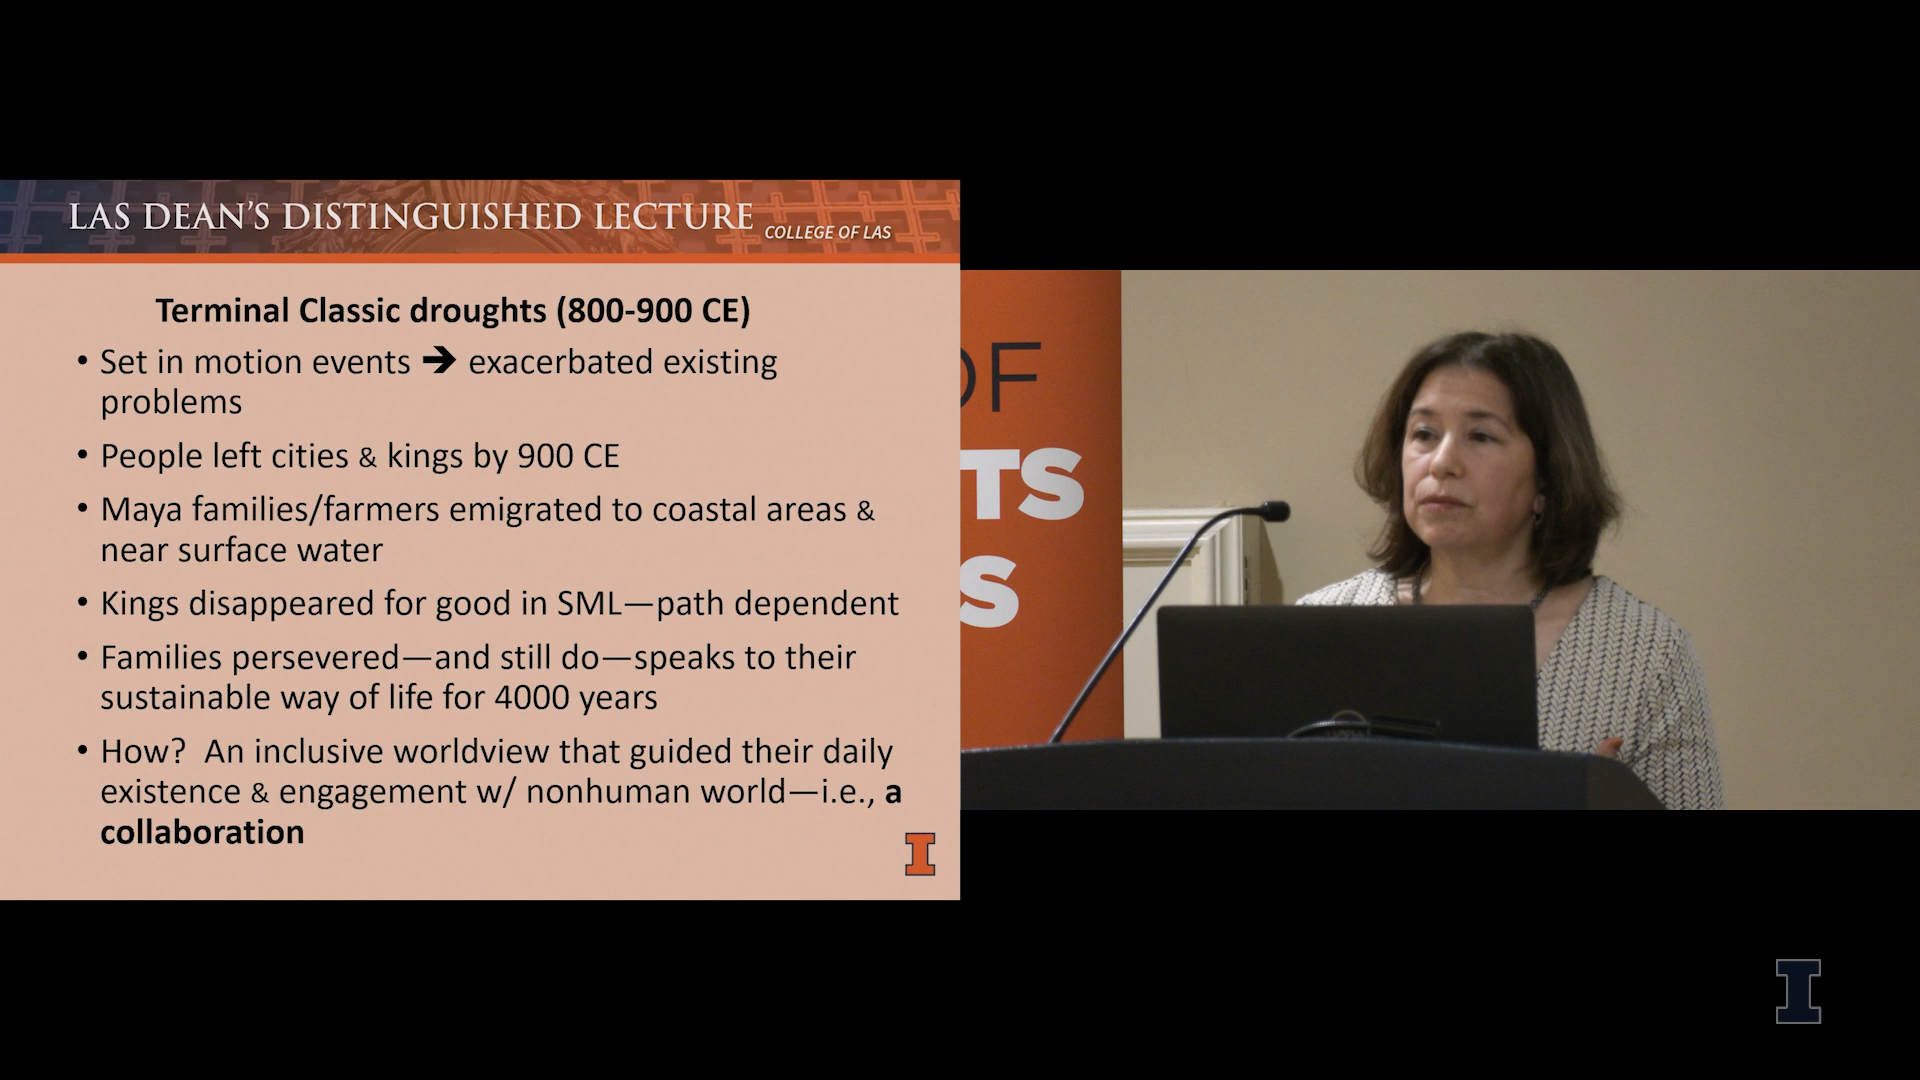 LAS DEAN'S DISTINGUISHED LECTURE COLLEGE OF LAS
Terminal Classic droughts (800-900 CE)
• Set in motion events ➔ exacerbated existing
problems
• People left cities & kings by 900 CE
• Maya families/farmers emigrated to coastal areas &
near surface water
• Kings disappeared for good in SML—path dependent
• Families persevered—and still do—speaks to their
sustainable way of life for 4000 years
• How?  An inclusive worldview that guided their daily
existence & engagement w/ nonhuman world—i.e., a
collaboration
I
OF
TS
S
I